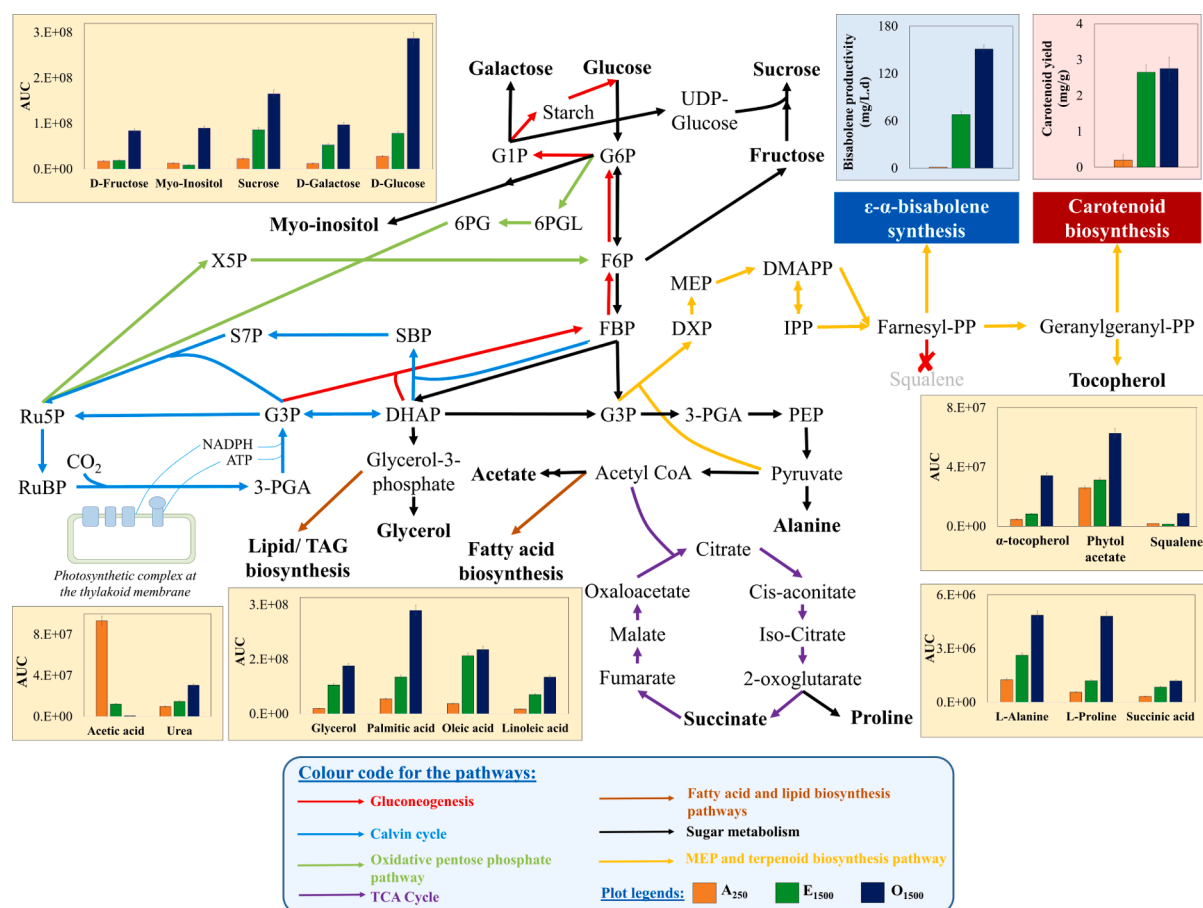 3.E+08
2.E+08
1.E+08
0.E+00
AUC
D-Fructose Myo-Inositol Sucrose D-Galactose D-Glucose
Galactose
Glucose
Starch
G1P
G6P
UDP-
Glucose
Sucrose
Fructose
Myo-inositol
6PG
6PGL
X5P
F6P
180
120
60
0
Bisabolene productivity
(mg/L.d)
4
3
2
1
0
Carotenoid yield
(mg/g)
ε-α-bisabolene
synthesis
Carotenoid
biosynthesis
MEP
DMAPP
S7P
SBP
FBP
DXP
IPP
Farnesyl-PP
Geranylgeranyl-PP
Squalene
Tocopherol
Ru5P
G3P
DHAP
G3P
3-PGA
PEP
NADPH
ATP
CO2
RuBP
3-PGA
Glycerol-3-
phosphate
Acetate
Acetyl CoA
Pyruvate
Glycerol
Alanine
Lipid/ TAG
biosynthesis
Fatty acid
biosynthesis
Photosynthetic complex at
the thylakoid membrane
Citrate
Oxaloacetate
Cis-aconitate
Malate
Iso-Citrate
Fumarate
2-oxoglutarate
Succinate
Proline
8.E+07
4.E+07
0.E+00
AUC
α-tocopherol Phytol Squalene
acetate
8.E+07
4.E+07
0.E+00
AUC
Acetic acid Urea
3.E+08
2.E+08
0.E+00
AUC
Glycerol Palmitic acid Oleic acid Linoleic acid
6.E+06
3.E+06
0.E+00
AUC
L-Alanine L-Proline Succinic acid
Colour code for the pathways:
Gluconeogenesis
Calvin cycle
Oxidative pentose phosphate
pathway
TCA Cycle
Fatty acid and lipid biosynthesis
pathways
Sugar metabolism
MEP and terpenoid biosynthesis pathway
Plot legends: A250 E1500 O1500